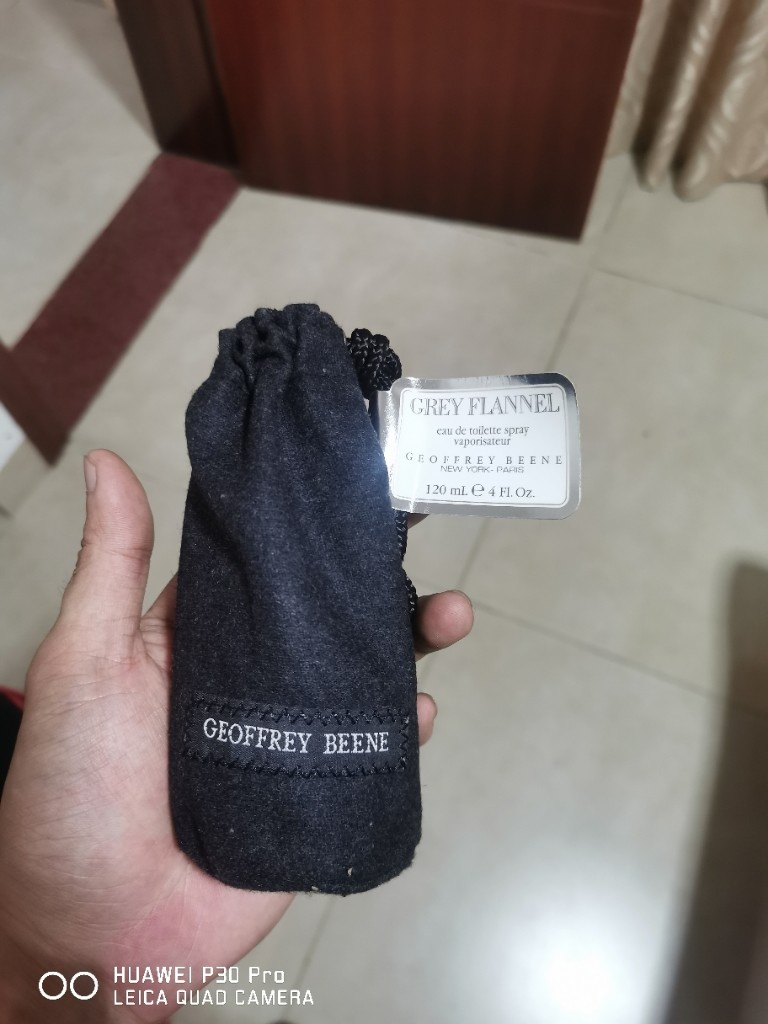 GREY FLANNEL
eau de toilette spray
vaporisateur
GEOFFREY BEENE
NEW YORK- PARIS
120 mL ℮ 4 Fl. Oz.
GEOFFREY BEENE
HUAWEI P30 Pro
LEICA QUAD CAMERA